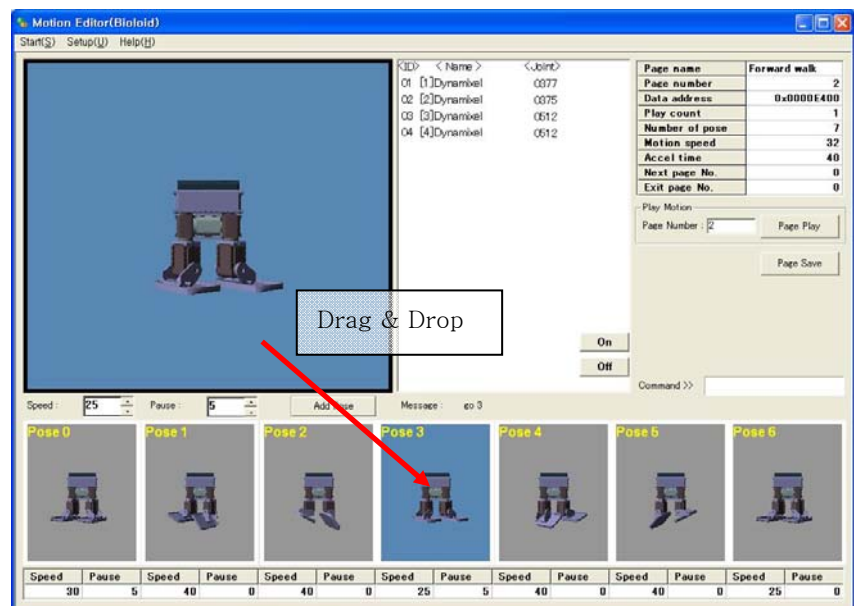 Motion Editor(Bioloid)
Start(S) Setup(U) Help(H)
<ID> < Name > <Joint>
01 [1]Dynamixel 0377
02 [2]Dynamixel 0375
03 [3]Dynamixel 0512
04 [4]Dynamixel 0512
Page name Forward walk
Page number 2
Data address 0x0000E400
Play count 1
Number of pose 7
Motion speed 32
Accel time 40
Next page No. 0
Exit page No. 0
Play Motion
Page Number : 2 Page Play
Page Save
Drag & Drop
On
Off
Command >>
Speed : 25 Pause : 5 Add Pose Message : go 3
Pose 0 Pose 1 Pose 2 Pose 3 Pose 4 Pose 5 Pose 6
Speed Pause Speed Pause Speed Pause Speed Pause Speed Pause Speed Pause Speed Pause
30 5 40 0 40 0 25 5 40 0 40 0 25 0